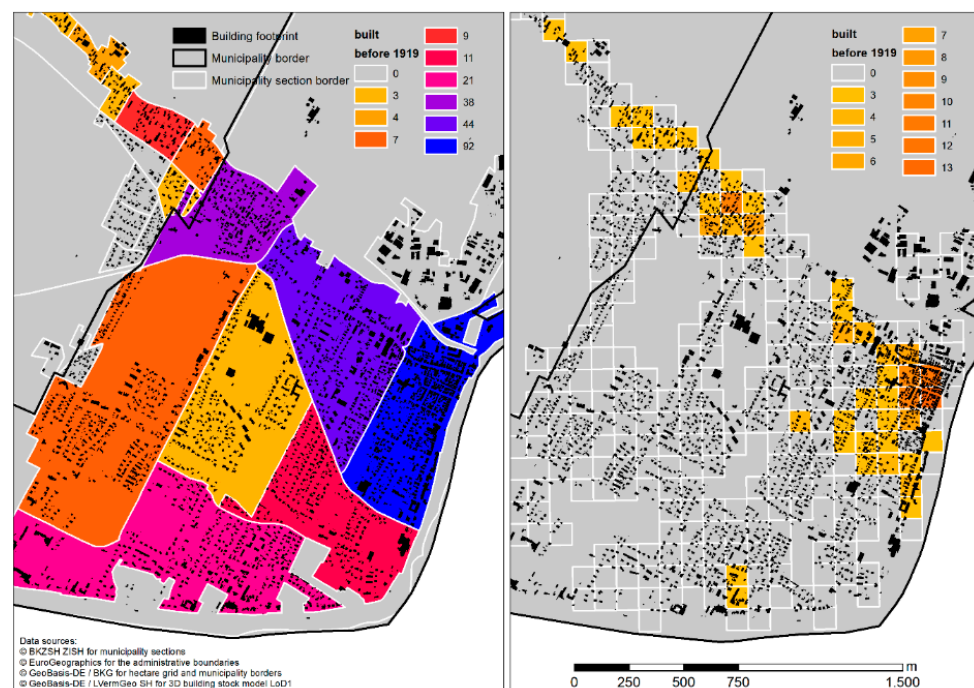 Building footprint
Municipality border
Municipality section border
built
before 1919
0
3
4
7
9
11
21
38
44
92
Data sources:
© BKZSH ZISH for municipality sections
© EuroGeographics for the administrative boundaries
© GeoBasis-DE / BKG for hectare grid and municipality borders
© GeoBasis-DE / LVermGeo SH for 3D building stock model LoD1
built
before 1919
0
3
4
5
6
7
8
9
10
11
12
13
m
0 250 500 750 1.500